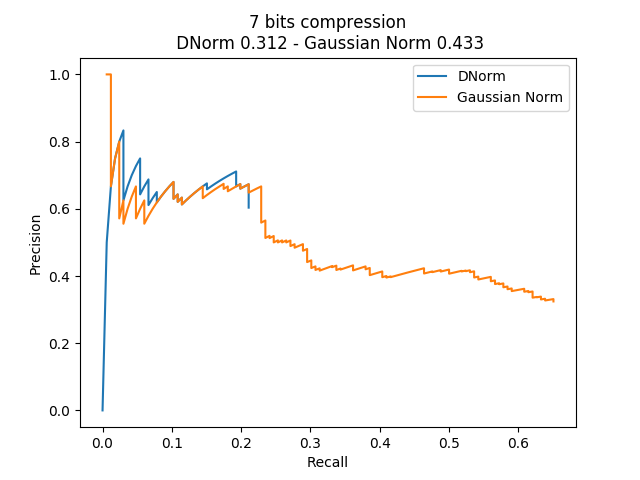 7 bits compression
DNorm 0.312 - Gaussian Norm 0.433
DNorm
Gaussian Norm
1.0
0.8
0.6
0.4
0.2
0.0
Precision
0.0 0.1 0.2 0.3 0.4 0.5 0.6
Recall